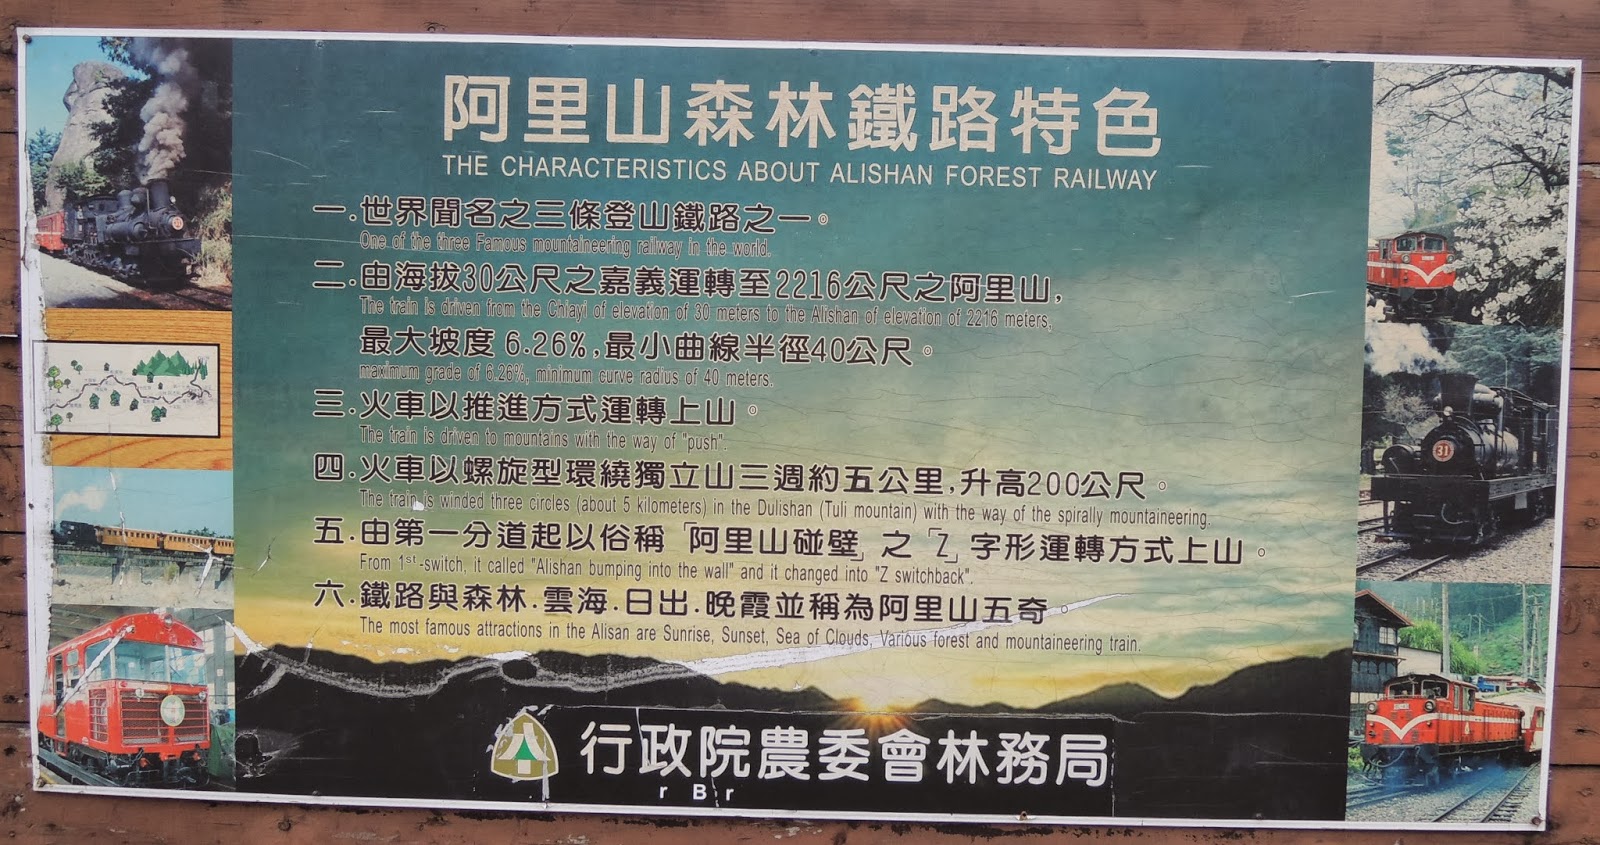 阿里山森林鐵路特色
THE CHARACTERISTICS ABOUT ALISHAN FOREST RAILWAY
一.世界聞名之三條登山鐵路之一。
One of the three Famous mountaineering railway in the world.
二.由海拔30公尺之嘉義運轉至2216公尺之阿里山,
The train is driven from the Chiayi of elevation of 30 meters to the Alishan of elevation of 2216 meters,
最大坡度 6.26%,最小曲線半徑40公尺。
maximum grade of 6.26%, minimum curve radius of 40 meters.
三.火車以推進方式運轉上山。
The train is driven to mountains with the way of "push".
四.火車以螺旋型環繞獨立山三週約五公里,升高200公尺。
The train is winded three circles (about 5 kilometers) in the Dulishan (Tuli mountain) with the way of the spirally mountaineering.
五.由第一分道起以俗稱「阿里山碰壁」之「Z」字形運轉方式上山。
From 1st-switch, it called "Alishan bumping into the wall" and it changed into "Z switchback".
六.鐵路與森林.雲海.日出.晚霞並稱為阿里山五奇。
The most famous attractions in the Alisan are Sunrise, Sunset, Sea of Clouds, Various forest and mountaineering train.
行政院農委會林務局
r B r
31
31